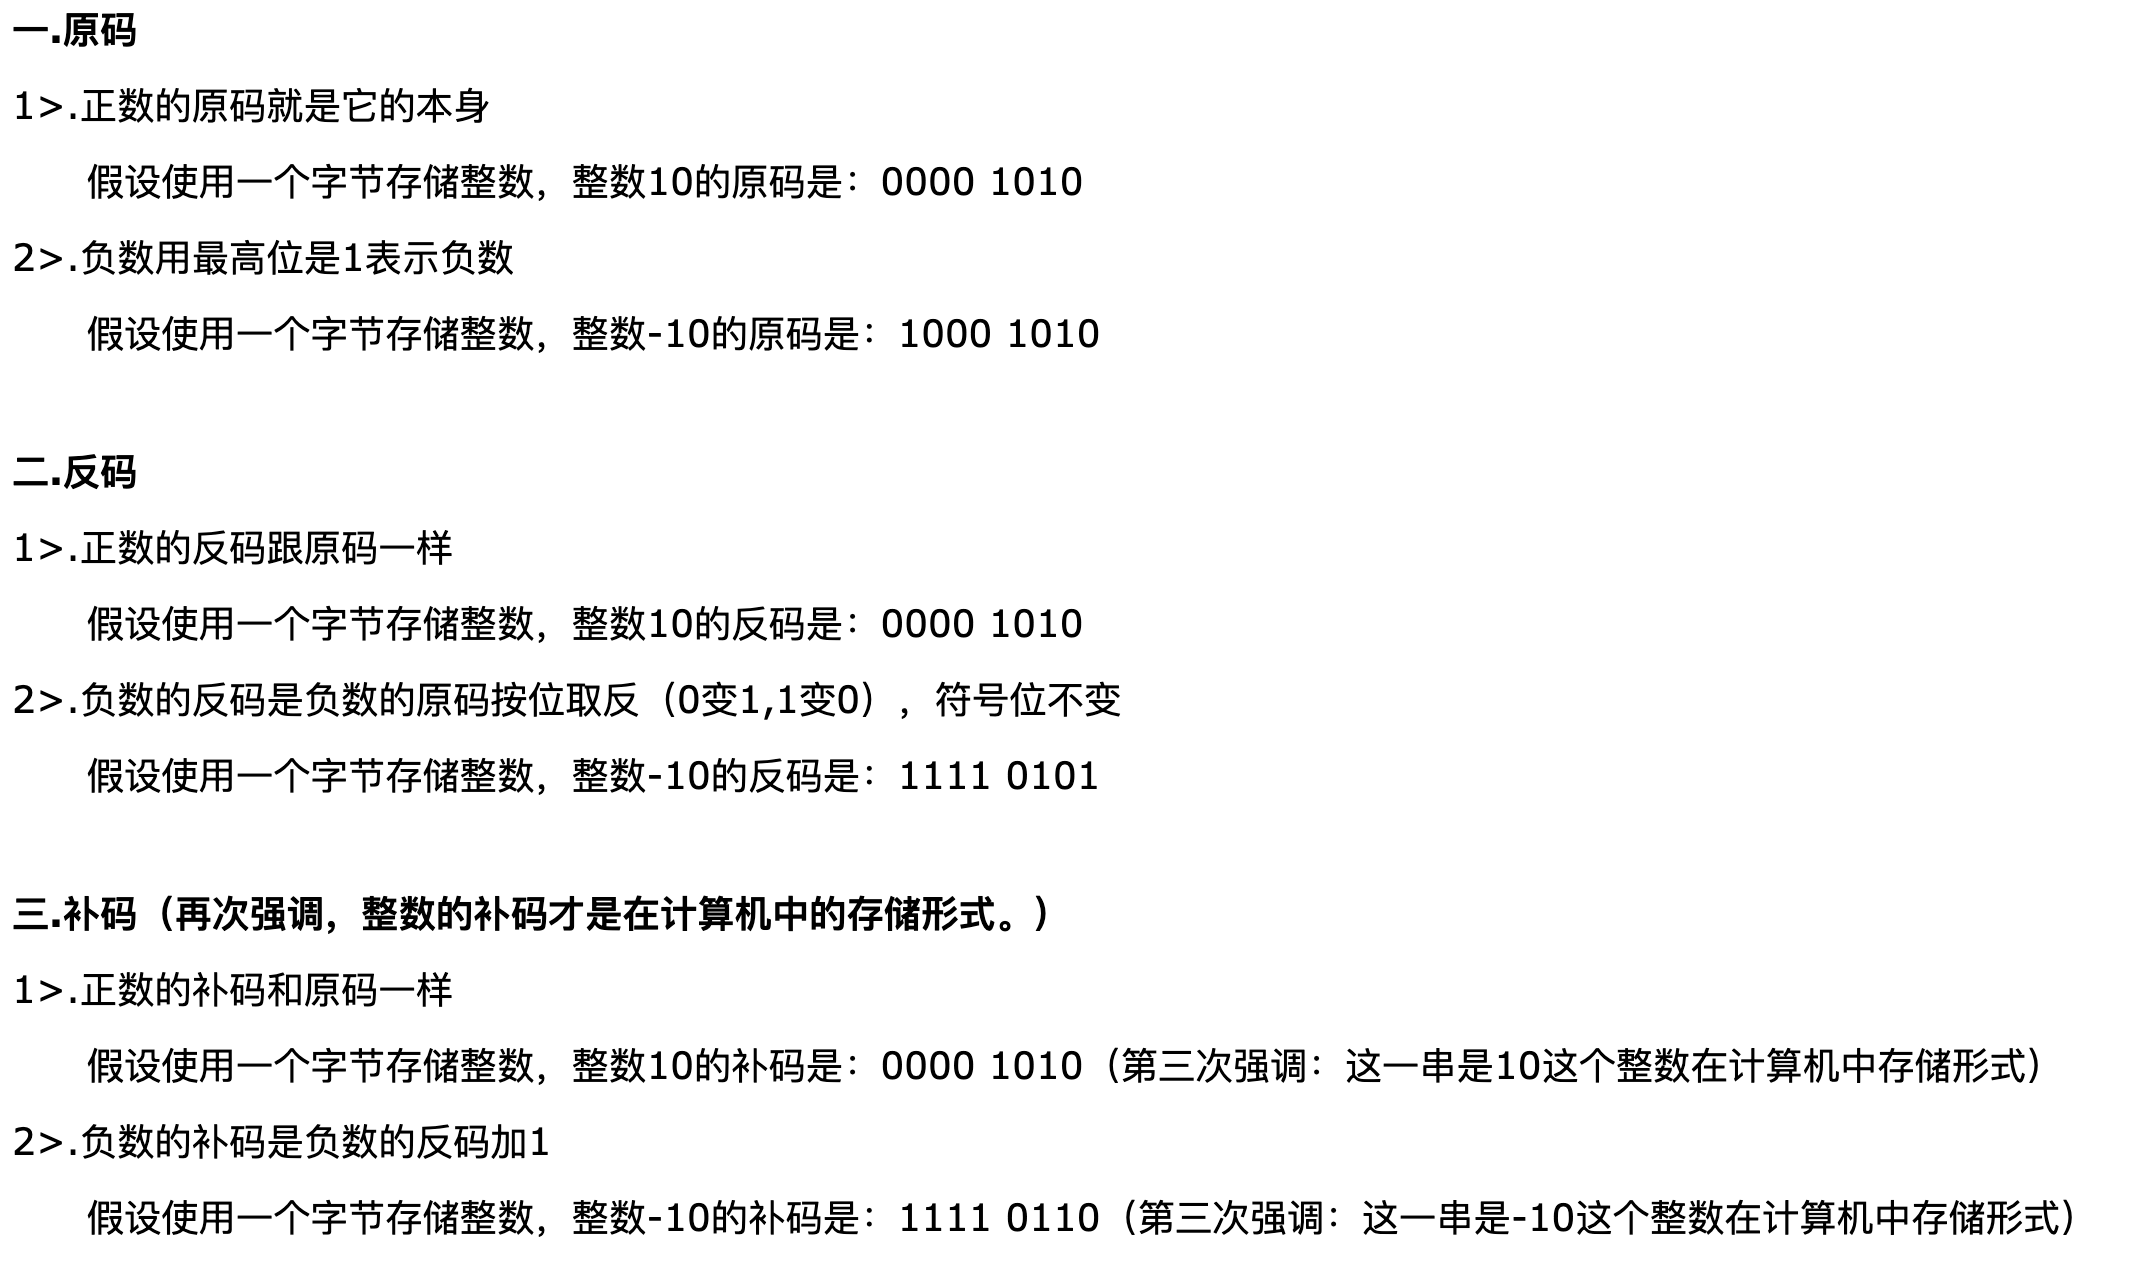 一.原码
1>.正数的原码就是它的本身
假设使用一个字节存储整数，整数10的原码是：0000 1010
2>.负数用最高位是1表示负数
假设使用一个字节存储整数，整数-10的原码是：1000 1010
二.反码
1>.正数的反码跟原码一样
假设使用一个字节存储整数，整数10的反码是：0000 1010
2>.负数的反码是负数的原码按位取反（0变1,1变0），符号位不变
假设使用一个字节存储整数，整数-10的反码是：1111 0101
三.补码（再次强调，整数的补码才是在计算机中的存储形式。）
1>.正数的补码和原码一样
假设使用一个字节存储整数，整数10的补码是：0000 1010（第三次强调：这一串是10这个整数在计算机中存储形式）
2>.负数的补码是负数的反码加1
假设使用一个字节存储整数，整数-10的补码是：1111 0110（第三次强调：这一串是-10这个整数在计算机中存储形式）